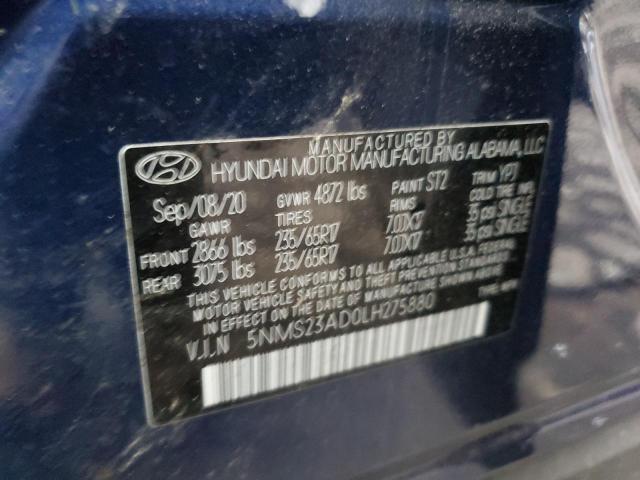 MANUFACTURED BY
HYUNDAI MOTOR MANUFACTURING ALABAMA, LLC
Sep/08/20 GVWR 4872 lbs PAINT ST2 TRIM YPT
GAWR TIRES RIMS COLD TIRE INF.
FRONT 2866 lbs 235/65R17 7.0JX17 35 psi SINGLE
REAR 3075 lbs 235/65R17 7.0JX17 35 psi SINGLE
THIS VEHICLE CONFORMS TO ALL APPLICABLE U.S.A. FEDERAL
MOTOR VEHICLE SAFETY AND THEFT PREVENTION STANDARDS
IN EFFECT ON THE DATE OF MANUFACTURE SHOWN ABOVE.
V.I.N 5NMS23AD0LH275880 TYPE: MPV